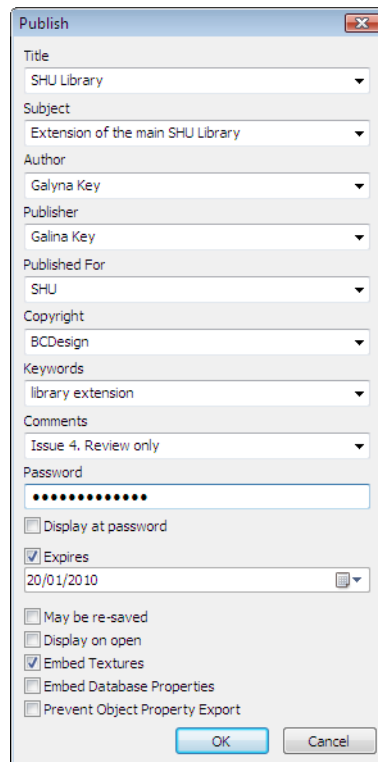 Publish
Title
SHU Library
Subject
Extension of the main SHU Library
Author
Galyna Key
Publisher
Galina Key
Published For
SHU
Copyright
BCDesign
Keywords
library extension
Comments
Issue 4. Review only
Password
●●●●●●●●●●●●●
Display at password
Expires
20/01/2010
May be re-saved
Display on open
Embed Textures
Embed Database Properties
Prevent Object Property Export
OK Cancel